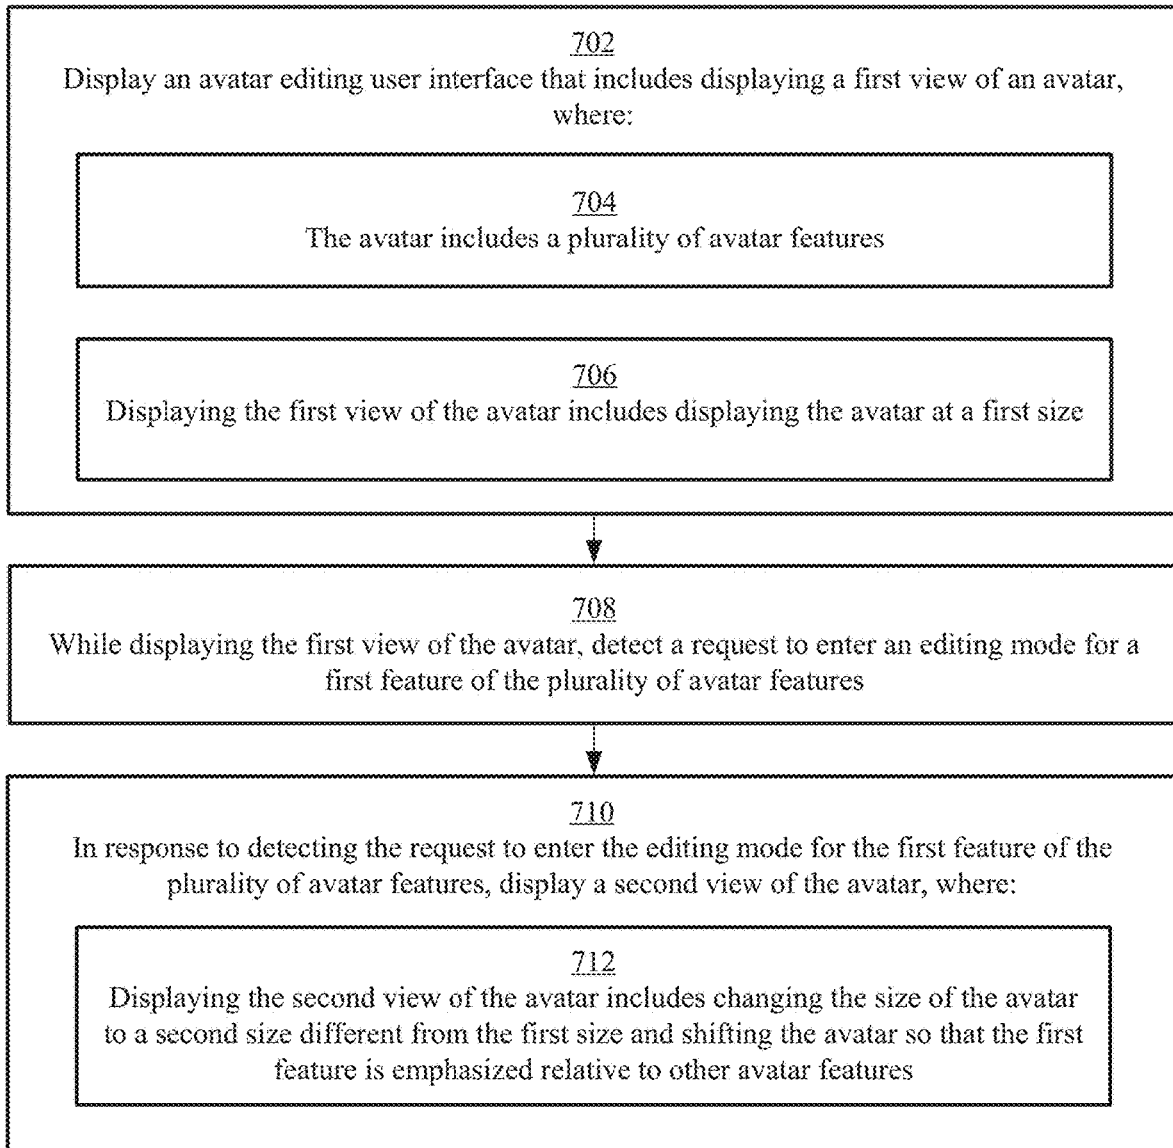 702
Display an avatar editing user interface that includes displaying a first view of an avatar,
where:
704
The avatar includes a plurality of avatar features
706
Displaying the first view of the avatar includes displaying the avatar at a first size
708
While displaying the first view of the avatar, detect a request to enter an editing mode for a
first feature of the plurality of avatar features
710
In response to detecting the request to enter the editing mode for the first feature of the
plurality of avatar features, display a second view of the avatar, where:
712
Displaying the second view of the avatar includes changing the size of the avatar
to a second size different from the first size and shifting the avatar so that the first
feature is emphasized relative to other avatar features